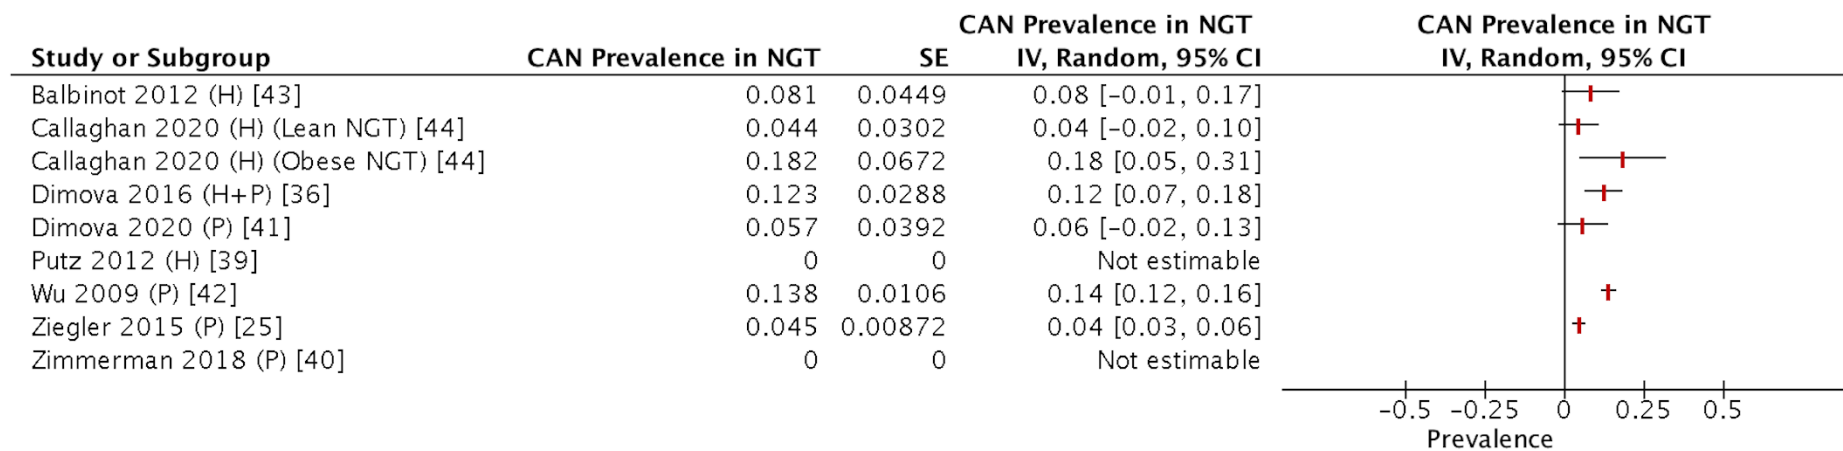 CAN Prevalence in NGT CAN Prevalence in NGT
Study or Subgroup CAN Prevalence in NGT SE IV, Random, 95% CI IV, Random, 95% CI
Balbinot 2012 (H) [43] 0.081 0.0449 0.08 [−0.01, 0.17]
Callaghan 2020 (H) (Lean NGT) [44] 0.044 0.0302 0.04 [−0.02, 0.10]
Callaghan 2020 (H) (Obese NGT) [44] 0.182 0.0672 0.18 [0.05, 0.31]
Dimova 2016 (H+P) [36] 0.123 0.0288 0.12 [0.07, 0.18]
Dimova 2020 (P) [41] 0.057 0.0392 0.06 [−0.02, 0.13]
Putz 2012 (H) [39] 0 0 Not estimable
Wu 2009 (P) [42] 0.138 0.0106 0.14 [0.12, 0.16]
Ziegler 2015 (P) [25] 0.045 0.00872 0.04 [0.03, 0.06]
Zimmerman 2018 (P) [40] 0 0 Not estimable
−0.5 −0.25 0 0.25 0.5
Prevalence